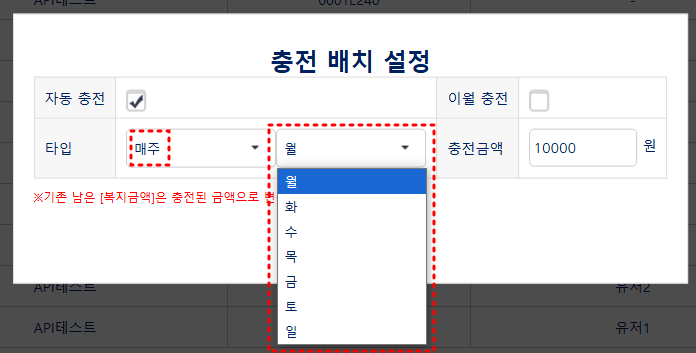 API테스트 0001E240 -
충전 배치 설정
자동 충전 이월 충전
타입 매주 월 충전금액 10000 원
※기존 남은 [복지금액]은 충전된 금액으로
월
화
수
목
금
토
일
API테스트 유저2
API테스트 유저1